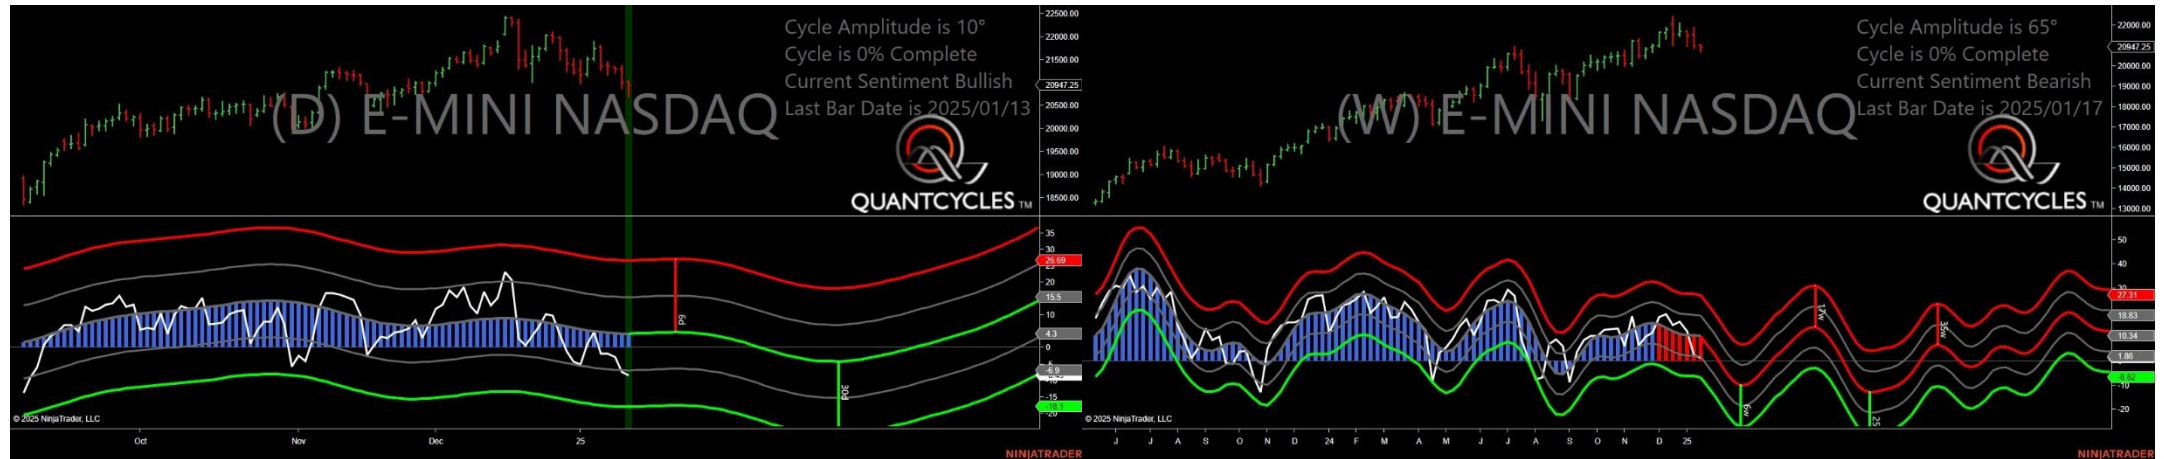 Cycle Amplitude is 10°
Cycle is 0% Complete
Current Sentiment Bullish
Last Bar Date is 2025/01/13
(D) E-MINI NASDAQ
QUANTCYCLES TM
22500.00
22000.00
21500.00
20947.25
20500.00
20000.00
19500.00
19000.00
18500.00
35
30
26.69
20
15.5
10
4.3
0
-6.9
-15
-18.1
6d
30d
© 2025 NinjaTrader, LLC
Oct
Nov
Dec
25
NINJATRADER
Cycle Amplitude is 65°
Cycle is 0% Complete
Current Sentiment Bearish
Last Bar Date is 2025/01/17
(W) E-MINI NASDAQ
QUANTCYCLES TM
22000.00
20947.25
20000.00
19000.00
18000.00
17000.00
16000.00
15000.00
14000.00
13000.00
50
40
27.31
18.83
10.34
1.86
-6.62
-10
-20
17w
35w
6w
25
© 2025 NinjaTrader, LLC
J J A S O N D 24 F M A M J J A S O N D 25
NINJATRADER